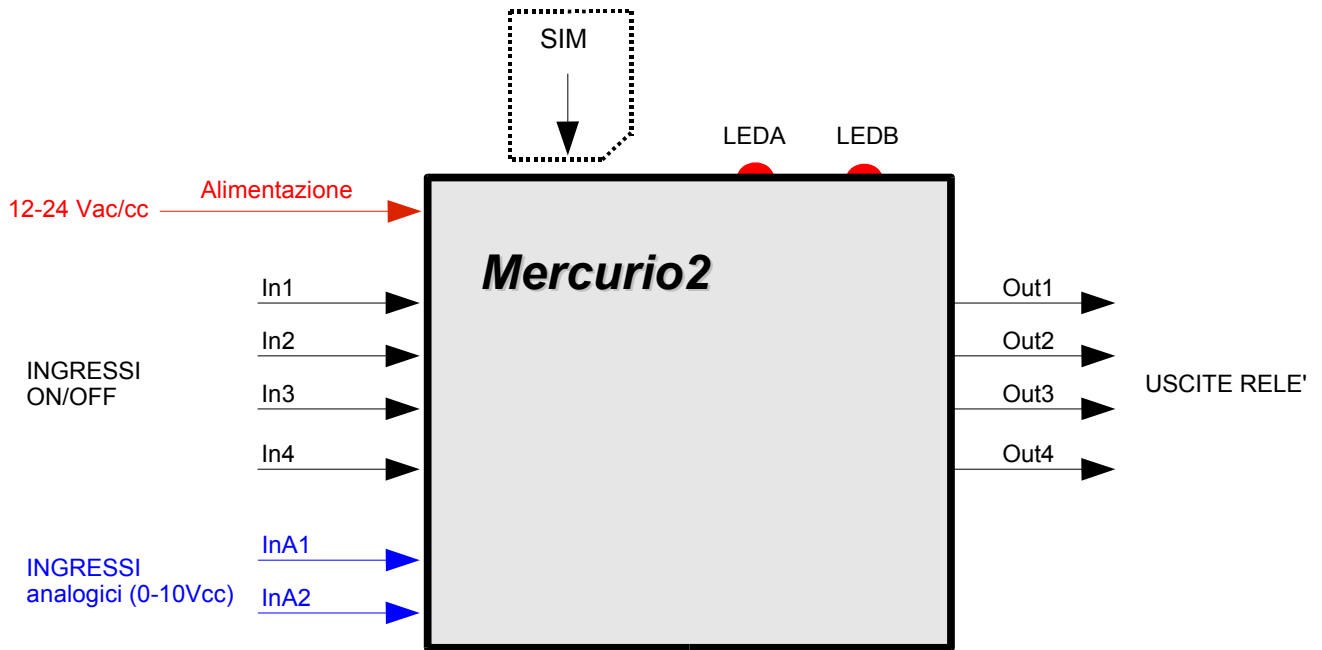 SIM
LEDA
LEDB
Alimentazione
12-24 Vac/cc
Mercurio2
In1
In2
In3
In4
INGRESSI
ON/OFF
Out1
Out2
Out3
Out4
USCITE RELE'
InA1
InA2
INGRESSI
analogici (0-10Vcc)